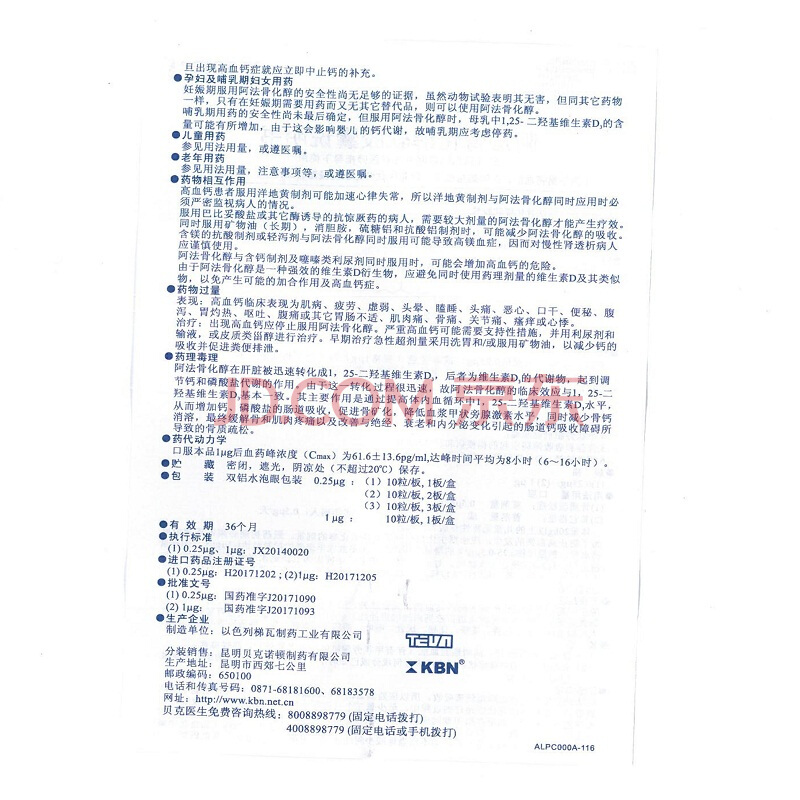 旦出现高血钙症就应立即中止钙的补充。
●孕妇及哺乳期妇女用药
妊娠期服用阿法骨化醇的安全性尚无足够的证据，虽然动物试验表明其无害，但同其它药物
一样，只有在妊娠期需要用药而又无其它替代品，则可以使用阿法骨化醇。
哺乳期用药的安全性尚未最后确定，但服用阿法骨化醇时，母乳中1,25-二羟基维生素D₃的含
量可能有所增加，由于这会影响婴儿的钙代谢，故哺乳期应考虑停药。
●儿童用药
参见用法用量，或遵医嘱。
●老年用药
参见用法用量，注意事项等，或遵医嘱。
●药物相互作用
高血钙患者服用洋地黄制剂可能加速心律失常，所以洋地黄制剂与阿法骨化醇同时应用时必
须严密监视病人的情况。
服用巴比妥酸盐或其它酶诱导的抗惊厥药的病人，需要较大剂量的阿法骨化醇才能产生疗效。
同时服用矿物油（长期），消胆胺，硫糖铝和抗酸铝制剂时，可能减少阿法骨化醇的吸收。
含镁的抗酸制剂或轻泻剂与阿法骨化醇同时服用可能导致高镁血症，因而对慢性肾透析病人
应谨慎使用。
阿法骨化醇与含钙制剂及噻嗪类利尿剂同时服用时，可能会增加高血钙的危险。
由于阿法骨化醇是一种强效的维生素D衍生物，应避免同时使用药理剂量的维生素D及其类似
物，以免产生可能的加合作用及高血钙症。
●药物过量
表现：高血钙临床表现为肌病、疲劳、虚弱、头晕、瞌睡、头痛、恶心、口干、便秘、腹
泻、胃灼热、呕吐、腹痛或其它胃肠不适、肌肉痛、骨痛、关节痛、瘙痒或心悸。
治疗：出现高血钙应停止服用阿法骨化醇。严重高血钙可能需要支持性措施，并用利尿剂和
输液，或皮质类甾醇进行治疗。早期治疗急性超剂量采用洗胃和/或服用矿物油，以减少钙的
吸收并促进粪便排泄。
●药理毒理
阿法骨化醇在肝脏被迅速转化成1，25-二羟基维生素D₃，后者为维生素D₃的代谢物，起到调
节钙和磷酸盐代谢的作用。由于这一转化过程很迅速，故阿法骨化醇的临床效应与1，25-二
羟基维生素D₃基本一致。其主要作用是通过提高体内血循环中1，25-二羟基维生素D₃水平，
从而增加钙、磷酸盐的肠道吸收，促进骨矿化，降低血浆甲状旁腺激素水平，同时减少骨钙
消溶，最终缓解骨和肌肉疼痛以及改善与绝经、衰老和内分泌变化引起的肠道钙吸收障碍所
导致的骨质疏松。
JD.COM 京东
●药代动力学
口服本品1μg后血药峰浓度（Cmax）为61.6±13.6pg/ml,达峰时间平均为8小时（6～16小时）。
●贮 藏 密闭，遮光，阴凉处（不超过20℃）保存。
●包 装 双铝水泡眼包装 0.25μg：（1）10粒/板, 1板/盒
（2）10粒/板, 2板/盒
（3）10粒/板, 3板/盒
1μg： 10粒/板, 1板/盒
●有 效 期 36个月
●执行标准
(1) 0.25μg、1μg：JX20140020
●进口药品注册证号
(1) 0.25μg：H20171202；(2)1μg：H20171205
●批准文号
(1) 0.25μg： 国药准字J20171090
(2) 1μg： 国药准字J20171093
●生产企业
制造单位：以色列梯瓦制药工业有限公司
TEVA
分装销售：昆明贝克诺顿制药有限公司
KBN®
生产地址：昆明市西郊七公里
邮政编码：650100
电话和传真号码：0871-68181600、68183578
网址：http://www.kbn.net.cn
贝克医生免费咨询热线：8008898779 (固定电话拨打)
4008898779 (固定电话或手机拨打)
ALPC000A-116